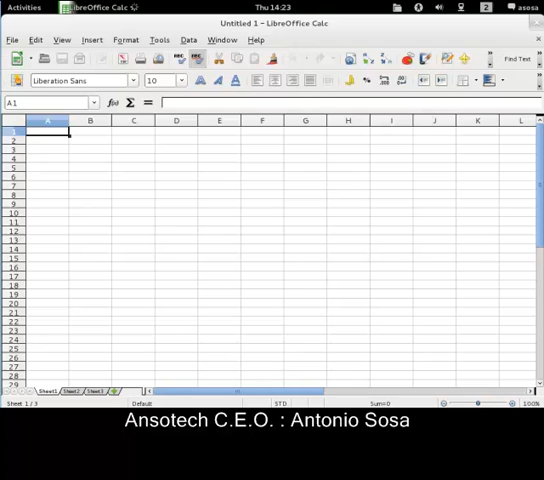 Activities LibreOffice Calc Thu 14:23 2 asosa
Untitled 1 - LibreOffice Calc
File Edit View Insert Format Tools Data Window Help
Find Text
Liberation Sans 10
A1
A B C D E F G H I J K L
1
2
3
4
5
6
7
8
9
10
11
12
13
14
15
16
17
18
19
20
21
22
23
24
25
26
27
28
29
Sheet1 Sheet2 Sheet3
Sheet 1 / 3 Default STD Sum=0 100%
Ansotech C.E.O. : Antonio Sosa